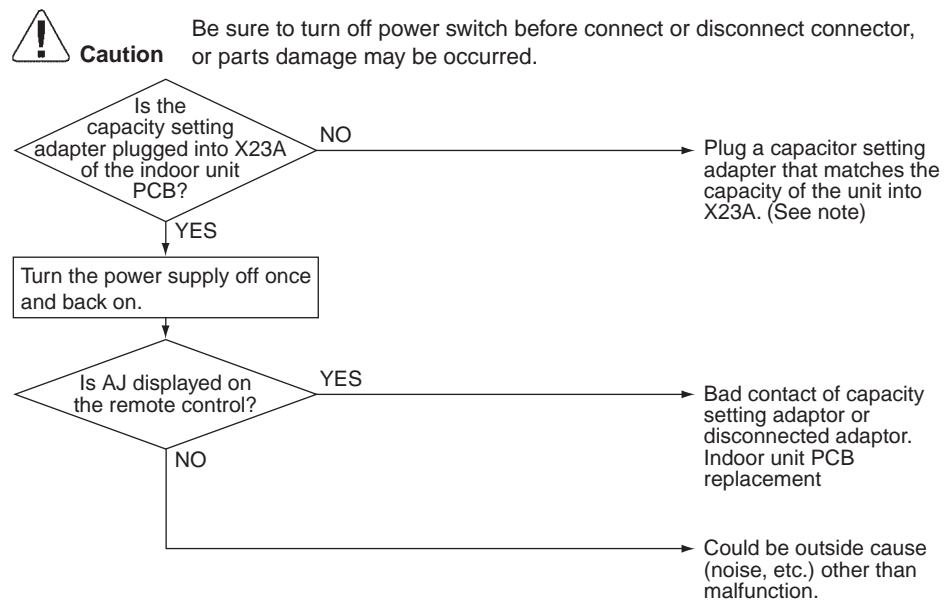 Be sure to turn off power switch before connect or disconnect connector,
Caution or parts damage may be occurred.
Is the
capacity setting
adapter plugged into X23A
of the indoor unit
PCB?
NO
Plug a capacitor setting
adapter that matches the
capacity of the unit into
X23A. (See note)
YES
Turn the power supply off once
and back on.
Is AJ displayed on
the remote control?
YES
Bad contact of capacity
setting adaptor or
disconnected adaptor.
Indoor unit PCB
replacement
NO
Could be outside cause
(noise, etc.) other than
malfunction.